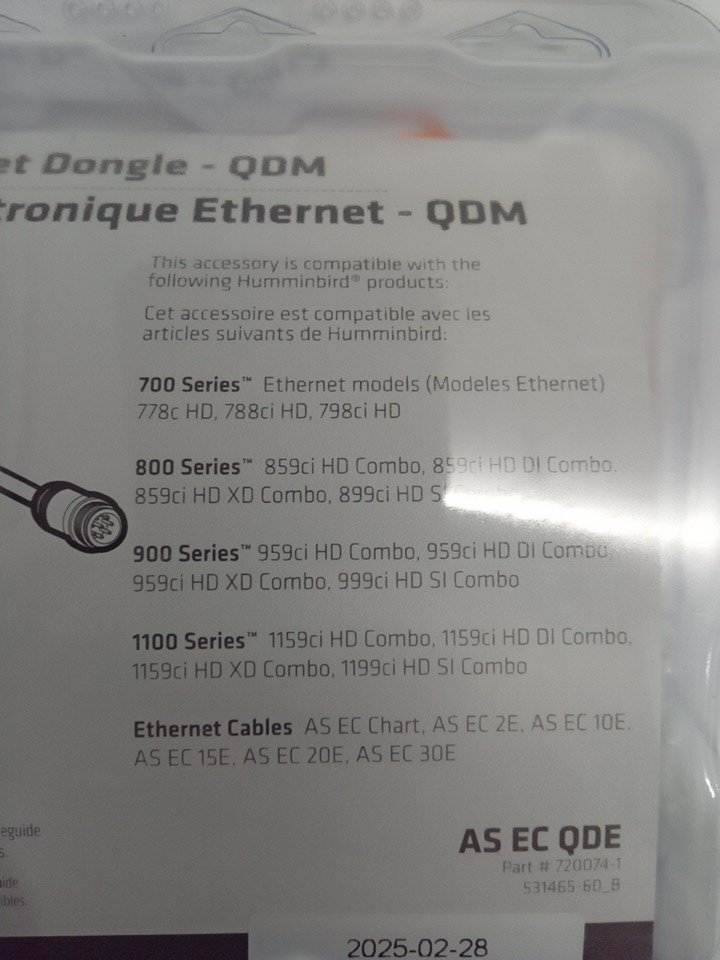 et Dongle - QDM
tronique Ethernet - QDM
This accessory is compatible with the
following Humminbird® products:
Cet accessoire est compatible avec les
articles suivants de Humminbird:
700 Series™ Ethernet models (Modeles Ethernet)
778c HD, 788ci HD, 798ci HD
800 Series™ 859ci HD Combo, 859ci HD DI Combo,
859ci HD XD Combo, 899ci HD S
900 Series™ 959ci HD Combo, 959ci HD DI Combo,
959ci HD XD Combo, 999ci HD SI Combo
1100 Series™ 1159ci HD Combo, 1159ci HD DI Combo,
1159ci HD XD Combo, 1199ci HD SI Combo
Ethernet Cables AS EC Chart, AS EC 2E, AS EC 10E,
AS EC 15E, AS EC 20E, AS EC 30E
eguide
s
ide
ibles.
AS EC QDE
Part # 720074-1
531465-60_B
2025-02-28